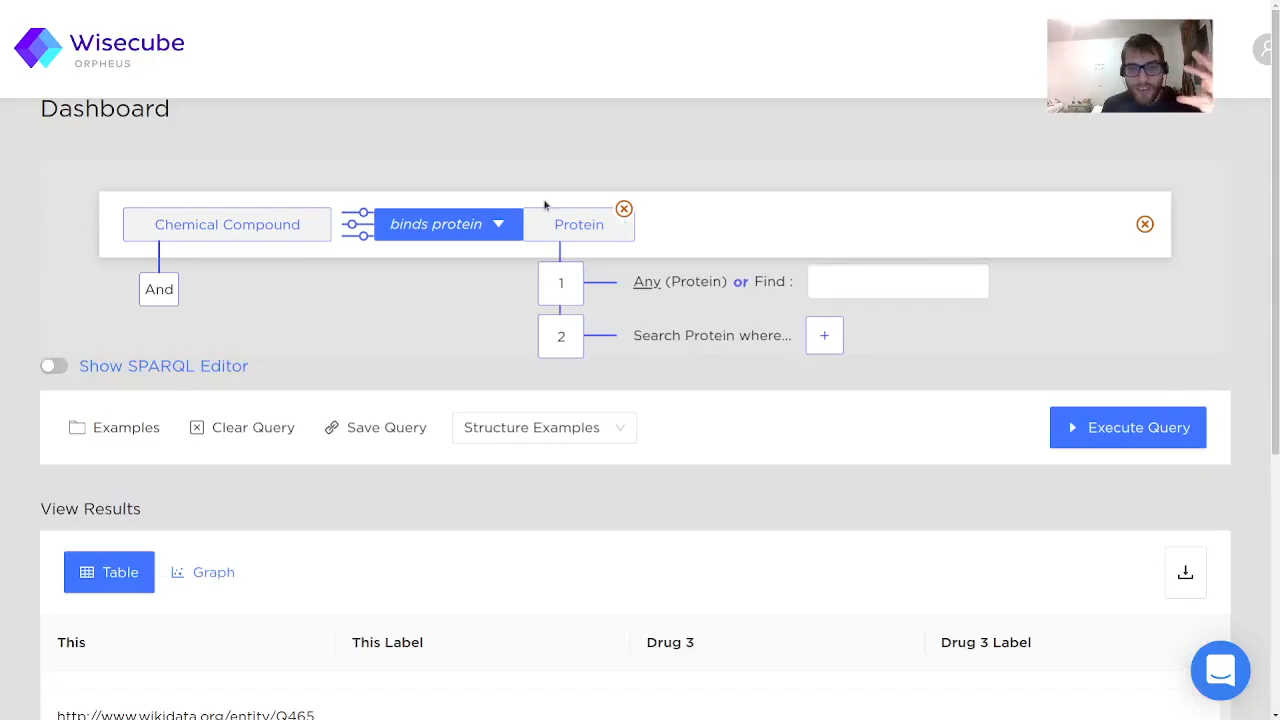 Wisecube
ORPHEUS
Dashboard
Chemical Compound
binds protein
Protein
And
1
Any (Protein) or Find :
2
Search Protein where...
+
Show SPARQL Editor
Examples
Clear Query
Save Query
Structure Examples
Execute Query
View Results
Table
Graph
This
This Label
Drug 3
Drug 3 Label
http://www.wikidata.org/entity/Q465